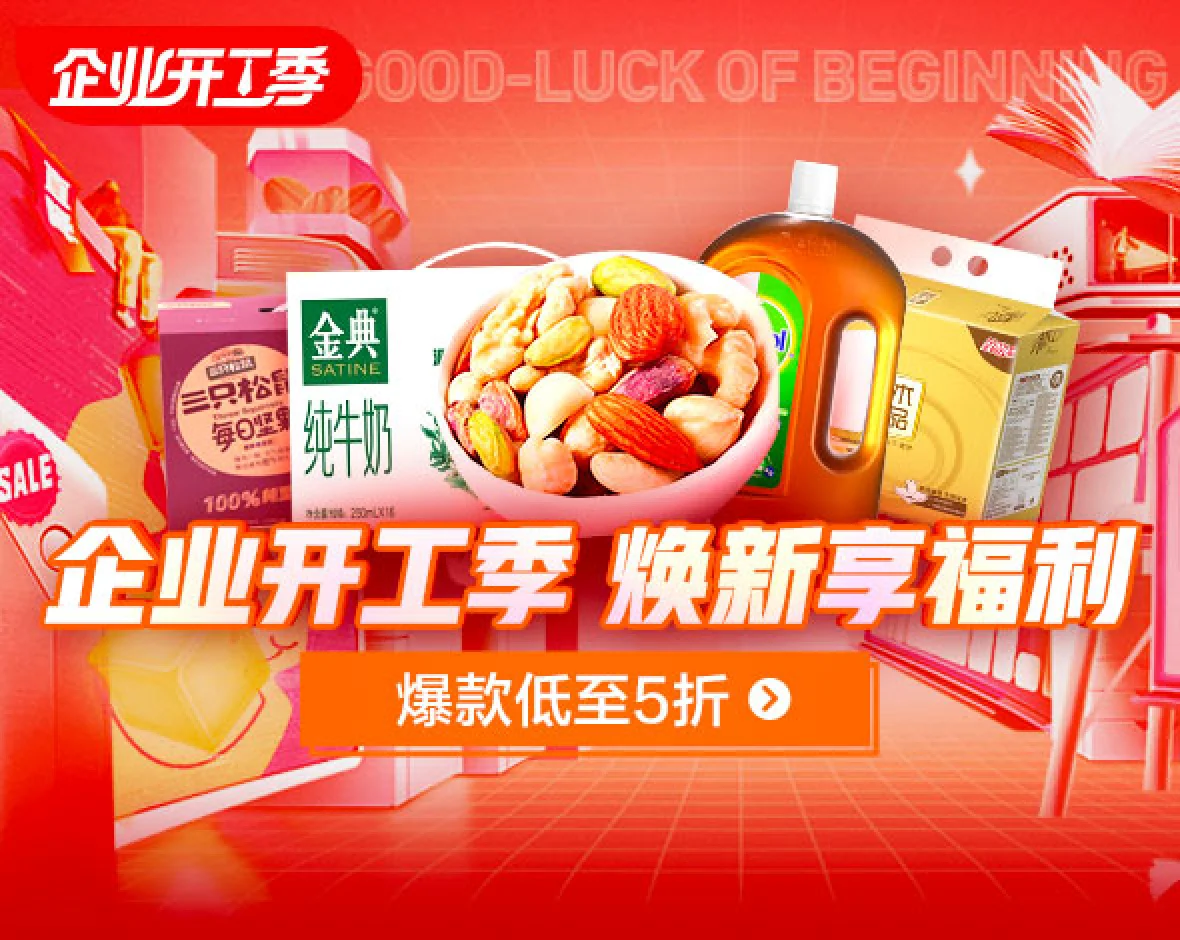 企业开工季
GOOD-LUCK OF BEGINNING
金典
SATINE
纯牛奶
250mLX16
三只松鼠
每日坚果
100%
SALE
企业开工季 焕新享福利
爆款低至5折